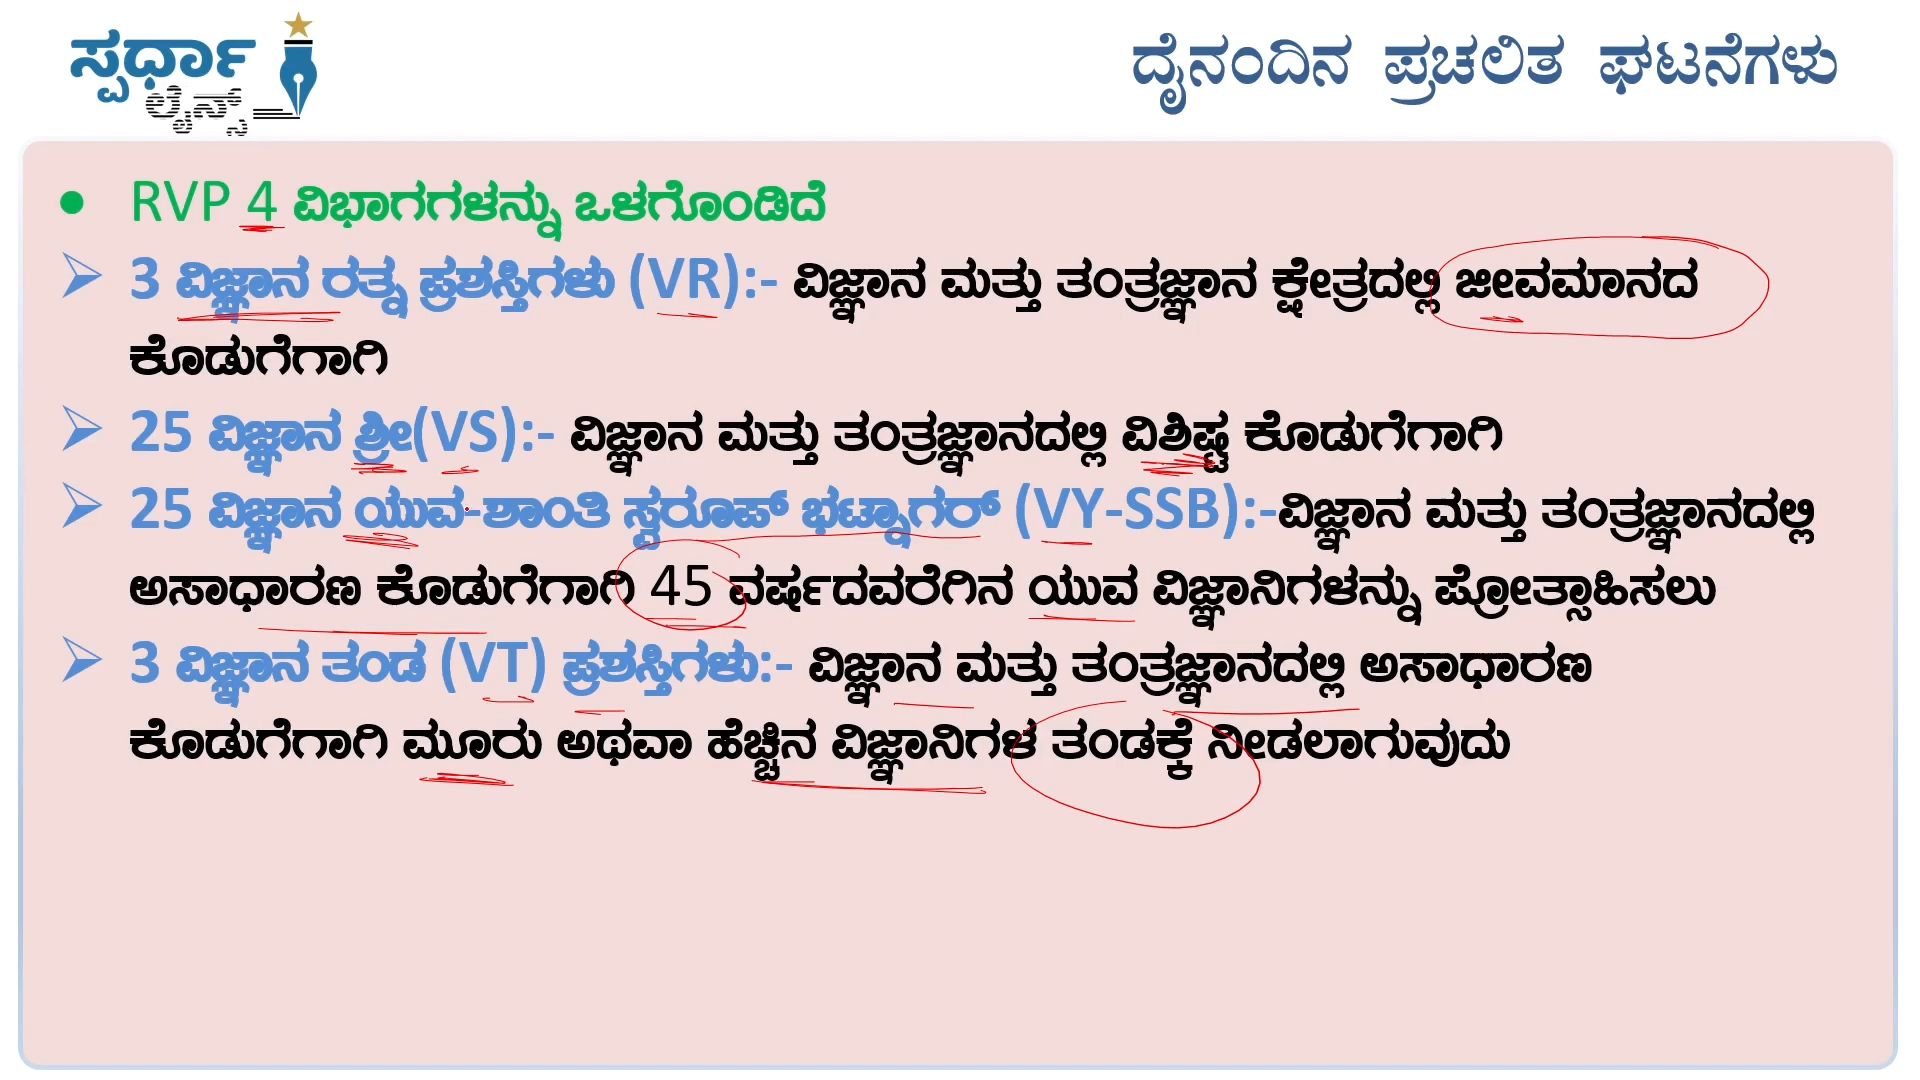 ಸ್ಪರ್ಧಾ
ಲೈನ್ಸ್
ದೈನಂದಿನ ಪ್ರಚಲಿತ ಘಟನೆಗಳು
• RVP 4 ವಿಭಾಗಗಳನ್ನು ಒಳಗೊಂಡಿದೆ
➢ 3 ವಿಜ್ಞಾನ ರತ್ನ ಪ್ರಶಸ್ತಿಗಳು (VR):- ವಿಜ್ಞಾನ ಮತ್ತು ತಂತ್ರಜ್ಞಾನ ಕ್ಷೇತ್ರದಲ್ಲಿ ಜೀವಮಾನದ
ಕೊಡುಗೆಗಾಗಿ
➢ 25 ವಿಜ್ಞಾನ ಶ್ರೀ(VS):- ವಿಜ್ಞಾನ ಮತ್ತು ತಂತ್ರಜ್ಞಾನದಲ್ಲಿ ವಿಶಿಷ್ಟ ಕೊಡುಗೆಗಾಗಿ
➢ 25 ವಿಜ್ಞಾನ ಯುವ-ಶಾಂತಿ ಸ್ವರೂಪ್ ಭಟ್ನಾಗರ್ (VY-SSB):-ವಿಜ್ಞಾನ ಮತ್ತು ತಂತ್ರಜ್ಞಾನದಲ್ಲಿ
ಅಸಾಧಾರಣ ಕೊಡುಗೆಗಾಗಿ 45 ವರ್ಷದವರೆಗಿನ ಯುವ ವಿಜ್ಞಾನಿಗಳನ್ನು ಪ್ರೋತ್ಸಾಹಿಸಲು
➢ 3 ವಿಜ್ಞಾನ ತಂಡ (VT) ಪ್ರಶಸ್ತಿಗಳು:- ವಿಜ್ಞಾನ ಮತ್ತು ತಂತ್ರಜ್ಞಾನದಲ್ಲಿ ಅಸಾಧಾರಣ
ಕೊಡುಗೆಗಾಗಿ ಮೂರು ಅಥವಾ ಹೆಚ್ಚಿನ ವಿಜ್ಞಾನಿಗಳ ತಂಡಕ್ಕೆ ನೀಡಲಾಗುವುದು